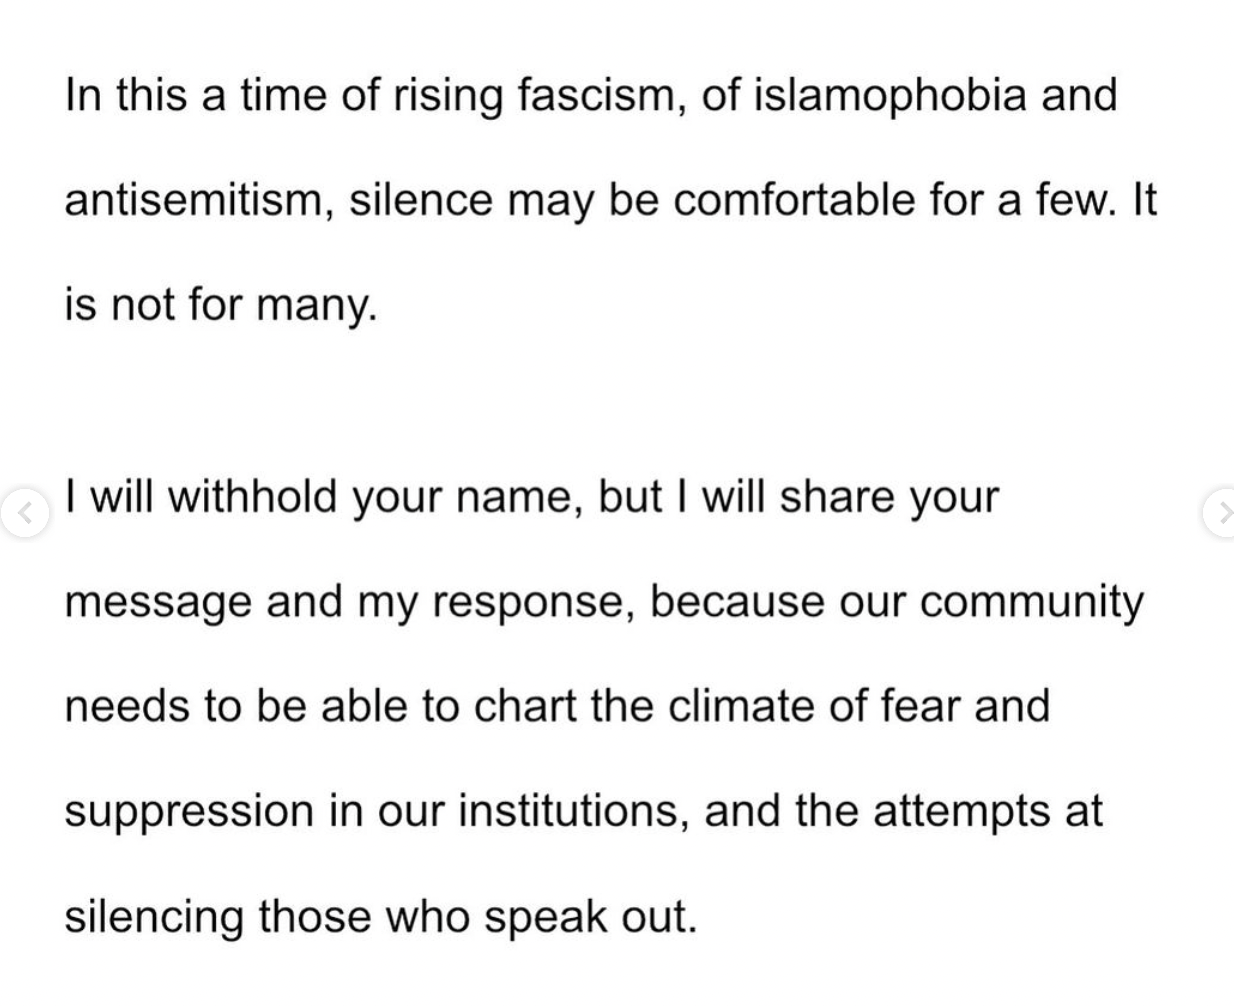 In this a time of rising fascism, of islamophobia and
antisemitism, silence may be comfortable for a few. It
is not for many.
I will withhold your name, but I will share your
message and my response, because our community
needs to be able to chart the climate of fear and
suppression in our institutions, and the attempts at
silencing those who speak out.